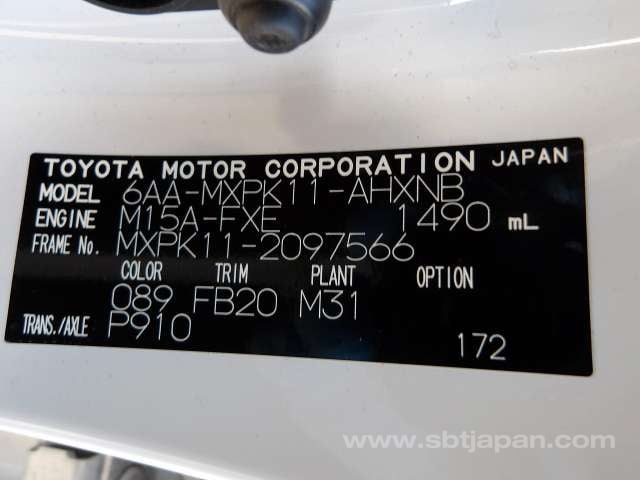 TOYOTA MOTOR CORPORATION JAPAN
MODEL 6AA-MXPK11-AHXNB
ENGINE M15A-FXE 1490 mL
FRAME No. MXPK11-2097566
COLOR TRIM PLANT OPTION
089 FB20 M31
TRANS./AXLE P910
172
www.sbtjapan.com